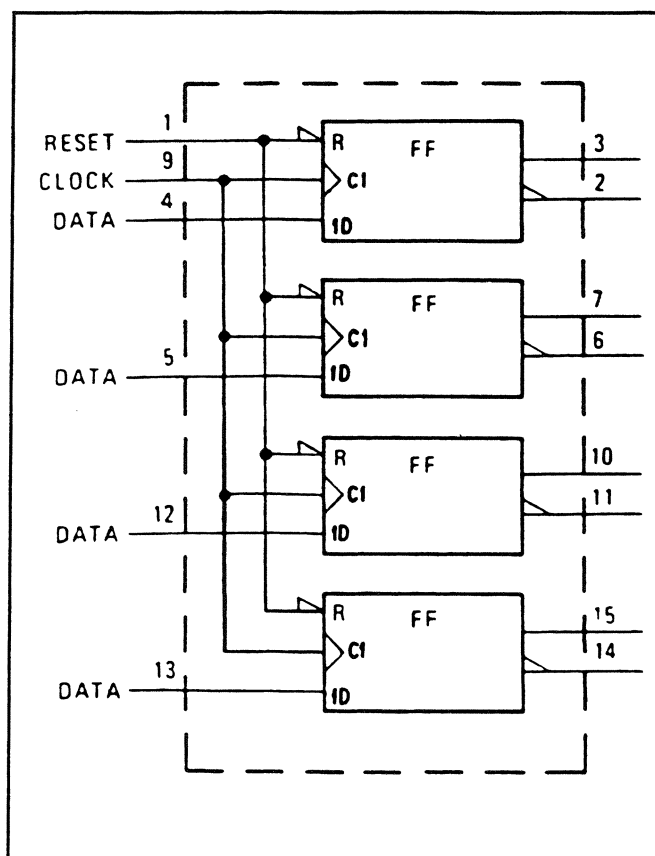 1
RESET
R
FF
3
9
CLOCK
C1
2
4
DATA
1D
R
FF
7
C1
6
5
DATA
1D
R
FF
10
C1
11
12
DATA
1D
R
FF
15
C1
14
13
DATA
1D